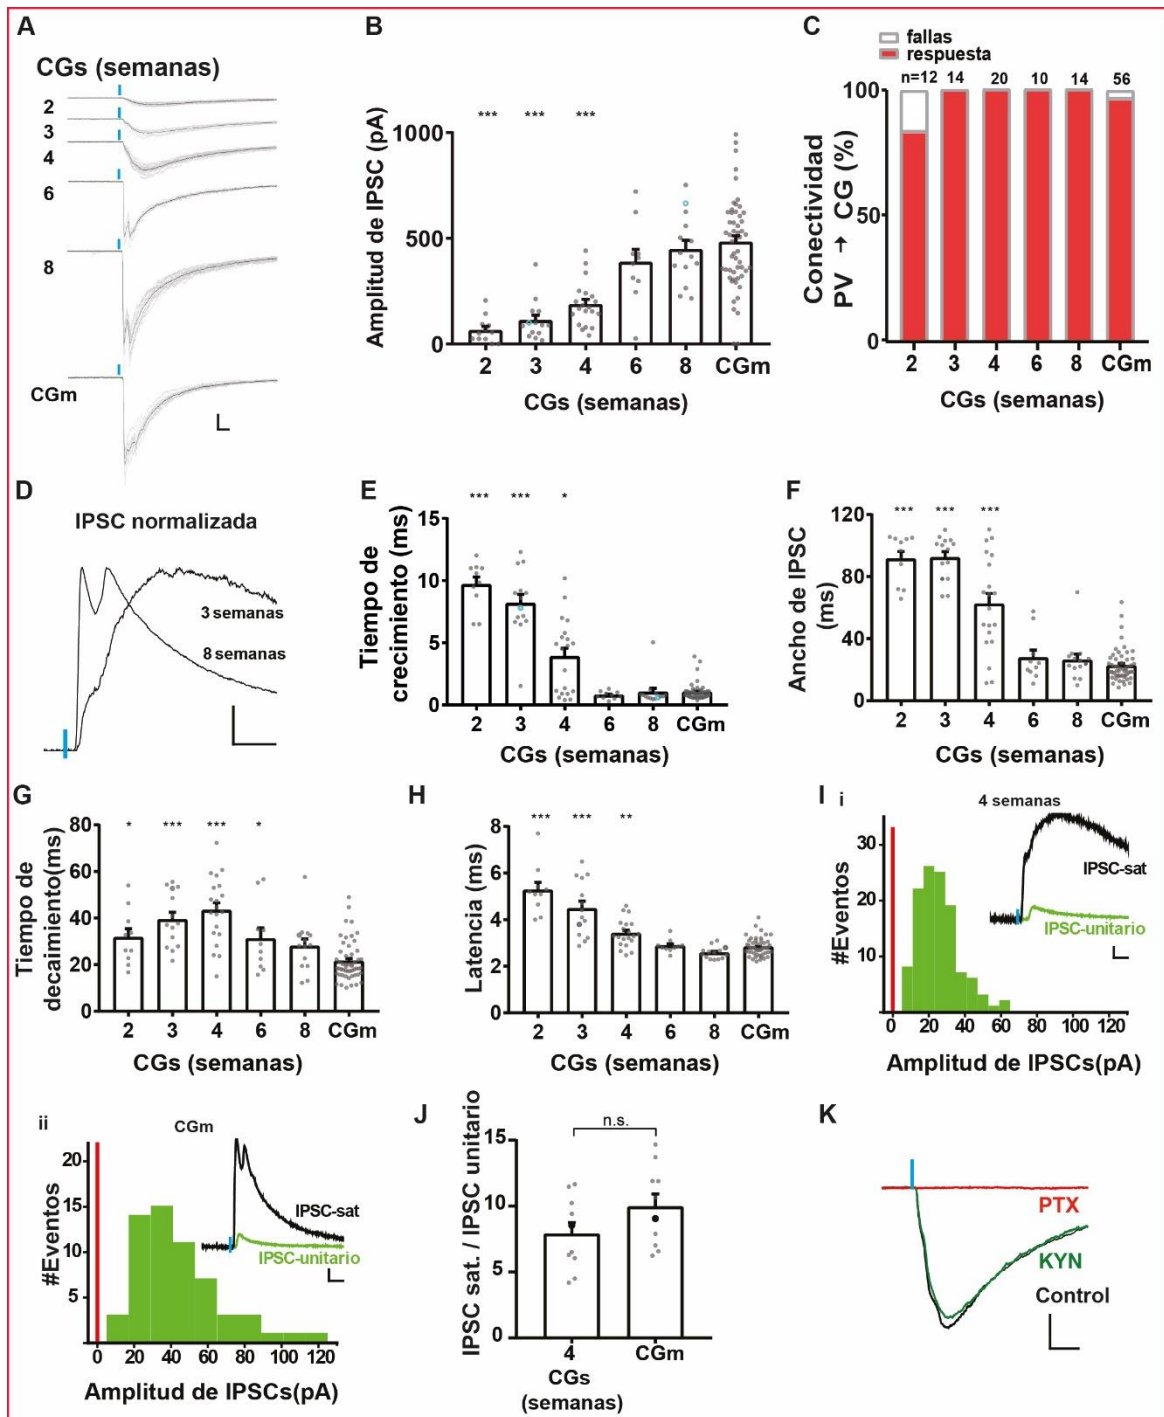 A
CGs (semanas)
2
3
4
6
8
CGm
B
Amplitud de IPSC (pA)
1000
500
0
*** *** ***
2 3 4 6 8 CGm
CGs (semanas)
C
fallas
respuesta
n=12 14 20 10 14 56
Conectividad
PV → CG (%)
100
50
0
2 3 4 6 8 CGm
CGs (semanas)
D
IPSC normalizada
3 semanas
8 semanas
E
Tiempo de
crecimiento (ms)
15
10
5
0
*** *** *
2 3 4 6 8 CGm
CGs (semanas)
F
Ancho de IPSC
(ms)
120
80
40
0
*** *** ***
2 3 4 6 8 CGm
CGs (semanas)
G
Tiempo de
decaimiento(ms)
80
60
40
20
0
* *** *** *
2 3 4 6 8 CGm
CGs (semanas)
H
Latencia (ms)
8
6
4
2
0
*** *** **
2 3 4 6 8 CGm
CGs (semanas)
I i
4 semanas
#Eventos
30
20
10
IPSC-sat
IPSC-unitario
0 20 40 60 80 100 120
Amplitud de IPSCs(pA)
ii
CGm
#Eventos
20
15
10
5
IPSC-sat
IPSC-unitario
0 20 40 60 80 100 120
Amplitud de IPSCs(pA)
J
n.s.
IPSC sat. / IPSC unitario
15
10
5
0
4 CGm
CGs
(semanas)
K
PTX
KYN
Control